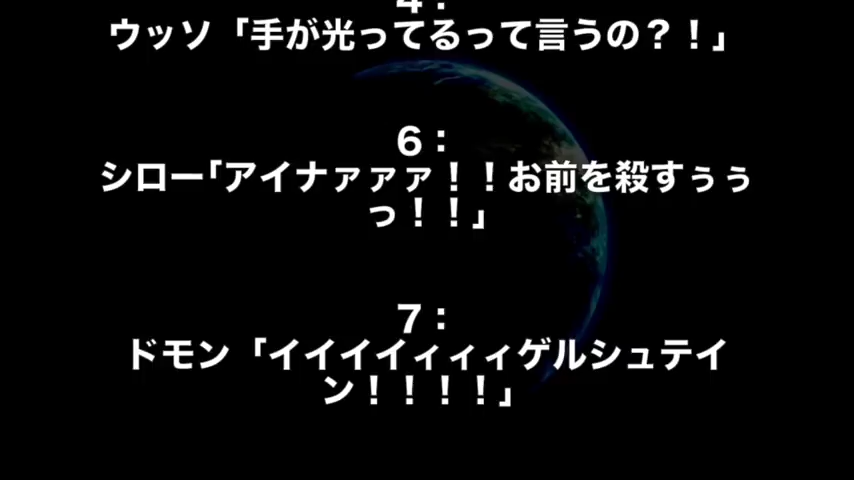 4：
ウッソ「手が光ってるって言うの？！」
6：
シロー「アイナァァァ！！お前を殺すぅぅ
っ！！」
7：
ドモン「イイイイィィィゲルシュテイ
ン！！！！」